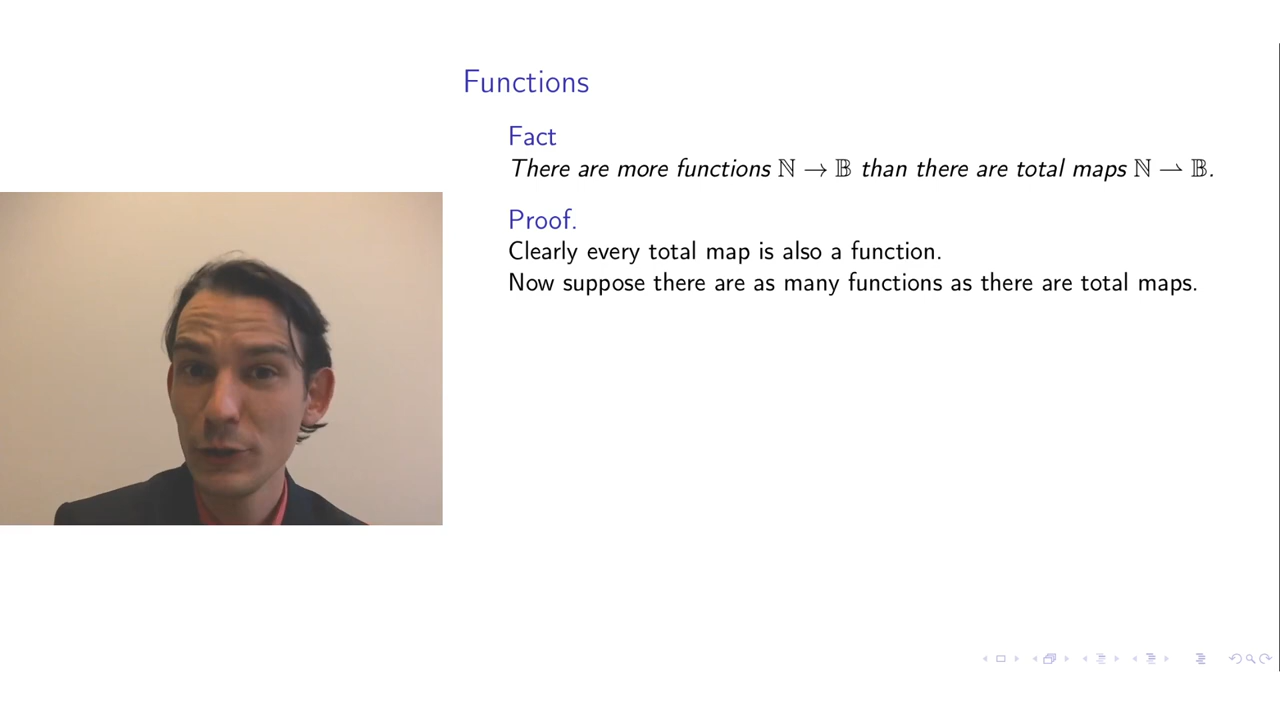 Functions
Fact
There are more functions ℕ → 𝔹 than there are total maps ℕ ⇀ 𝔹.
Proof.
Clearly every total map is also a function.
Now suppose there are as many functions as there are total maps.